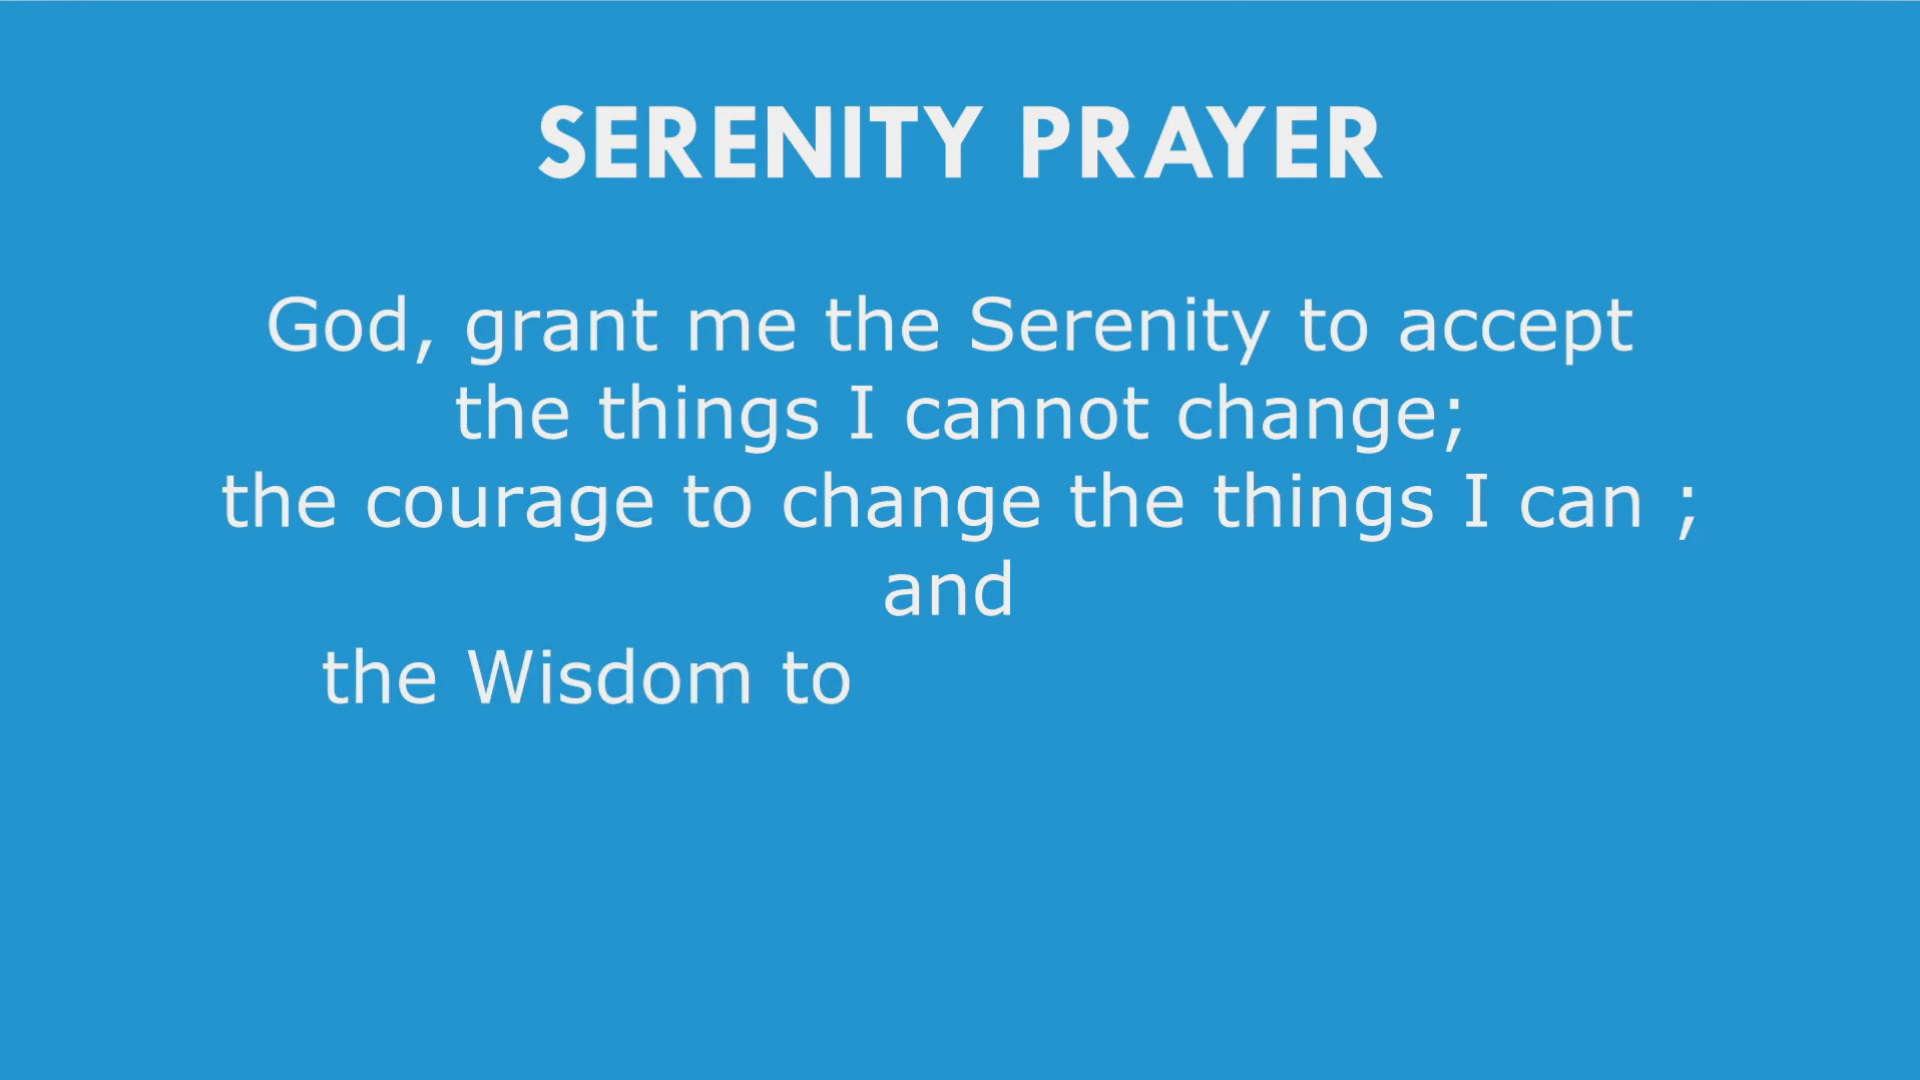 SERENITY PRAYER
God, grant me the Serenity to accept
the things I cannot change;
the courage to change the things I can ;
and
the Wisdom to